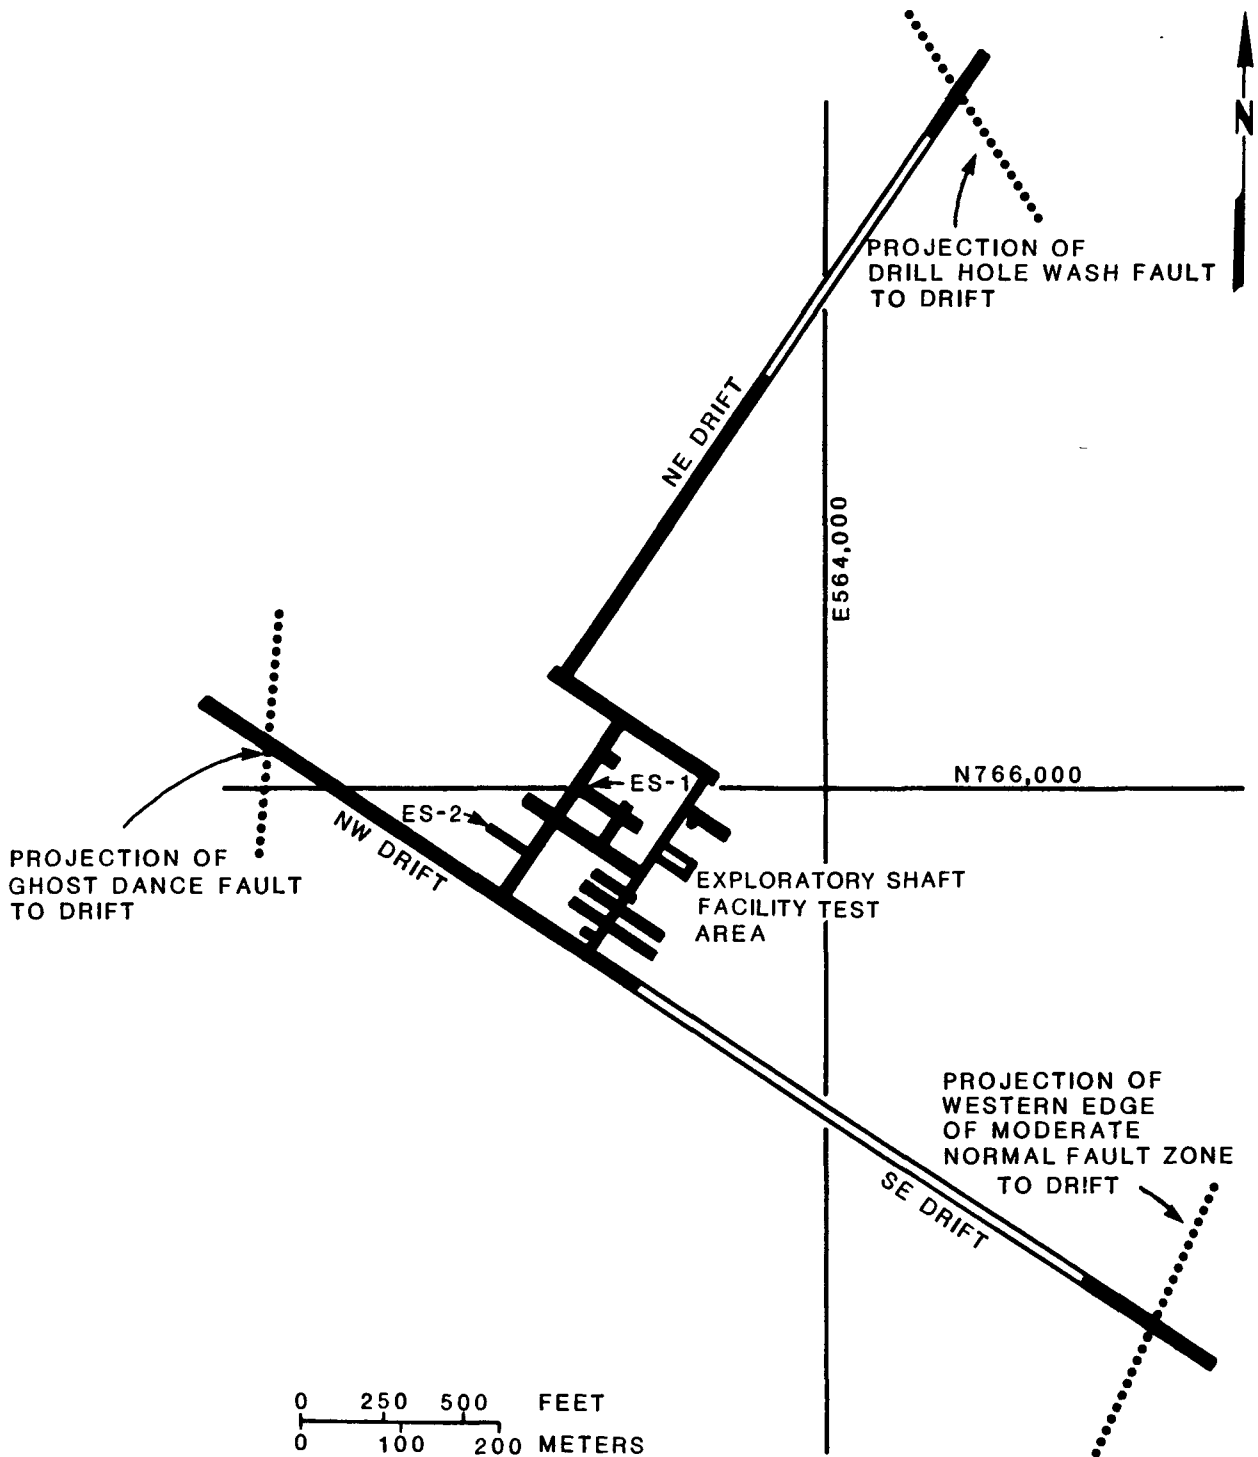 N
PROJECTION OF
DRILL HOLE WASH FAULT
TO DRIFT
NE DRIFT
E564,000
N766,000
ES-1
ES-2
NW DRIFT
PROJECTION OF
GHOST DANCE FAULT
TO DRIFT
EXPLORATORY SHAFT
FACILITY TEST
AREA
PROJECTION OF
WESTERN EDGE
OF MODERATE
NORMAL FAULT ZONE
TO DRIFT
SE DRIFT
0 250 500 FEET
0 100 200 METERS